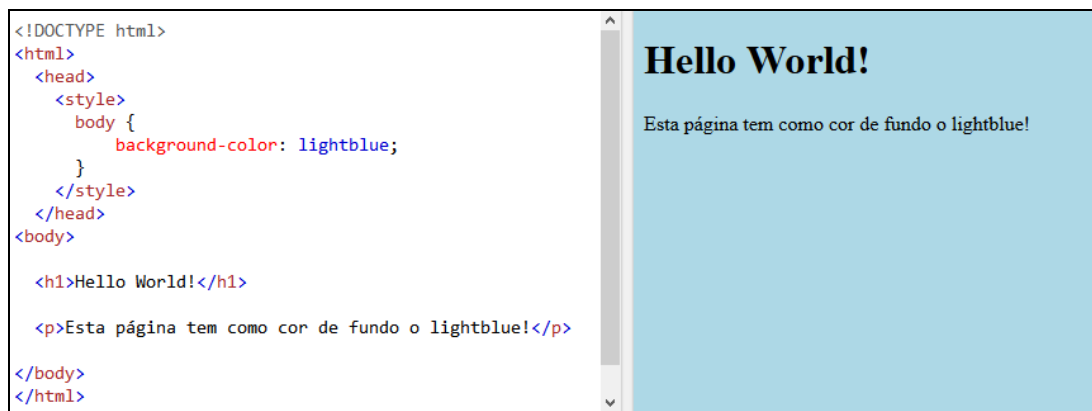 <!DOCTYPE html>
<html>
  <head>
    <style>
      body {
          background-color: lightblue;
      }
    </style>
  </head>
<body>

  <h1>Hello World!</h1>

  <p>Esta página tem como cor de fundo o lightblue!</p>

</body>
</html>
Hello World!
Esta página tem como cor de fundo o lightblue!